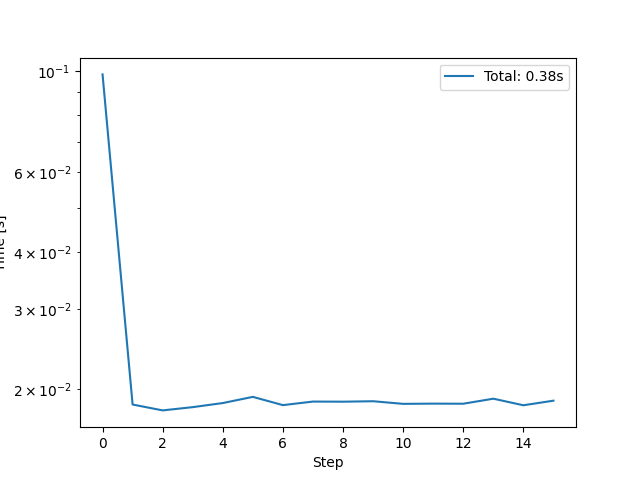 Total: 0.38s
10⁻¹
6 × 10⁻²
4 × 10⁻²
3 × 10⁻²
2 × 10⁻²
[s]
0 2 4 6 8 10 12 14
Step